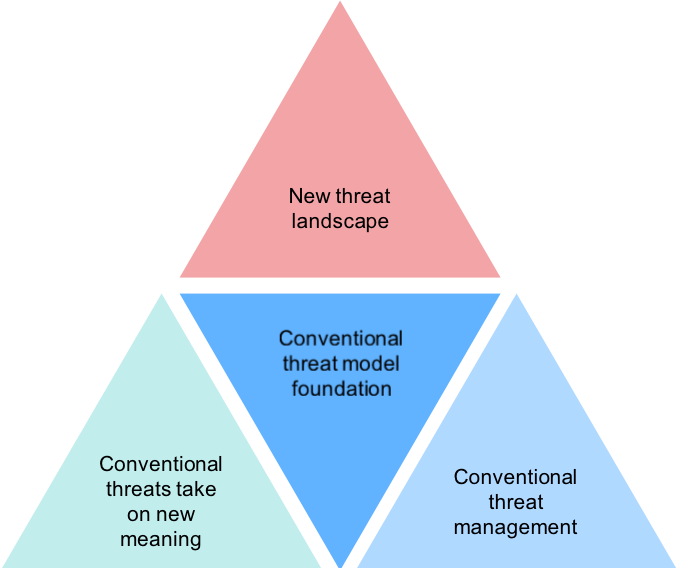 New threat
landscape
Conventional
threat model
foundation
Conventional
threats take
on new
meaning
Conventional
threat
management